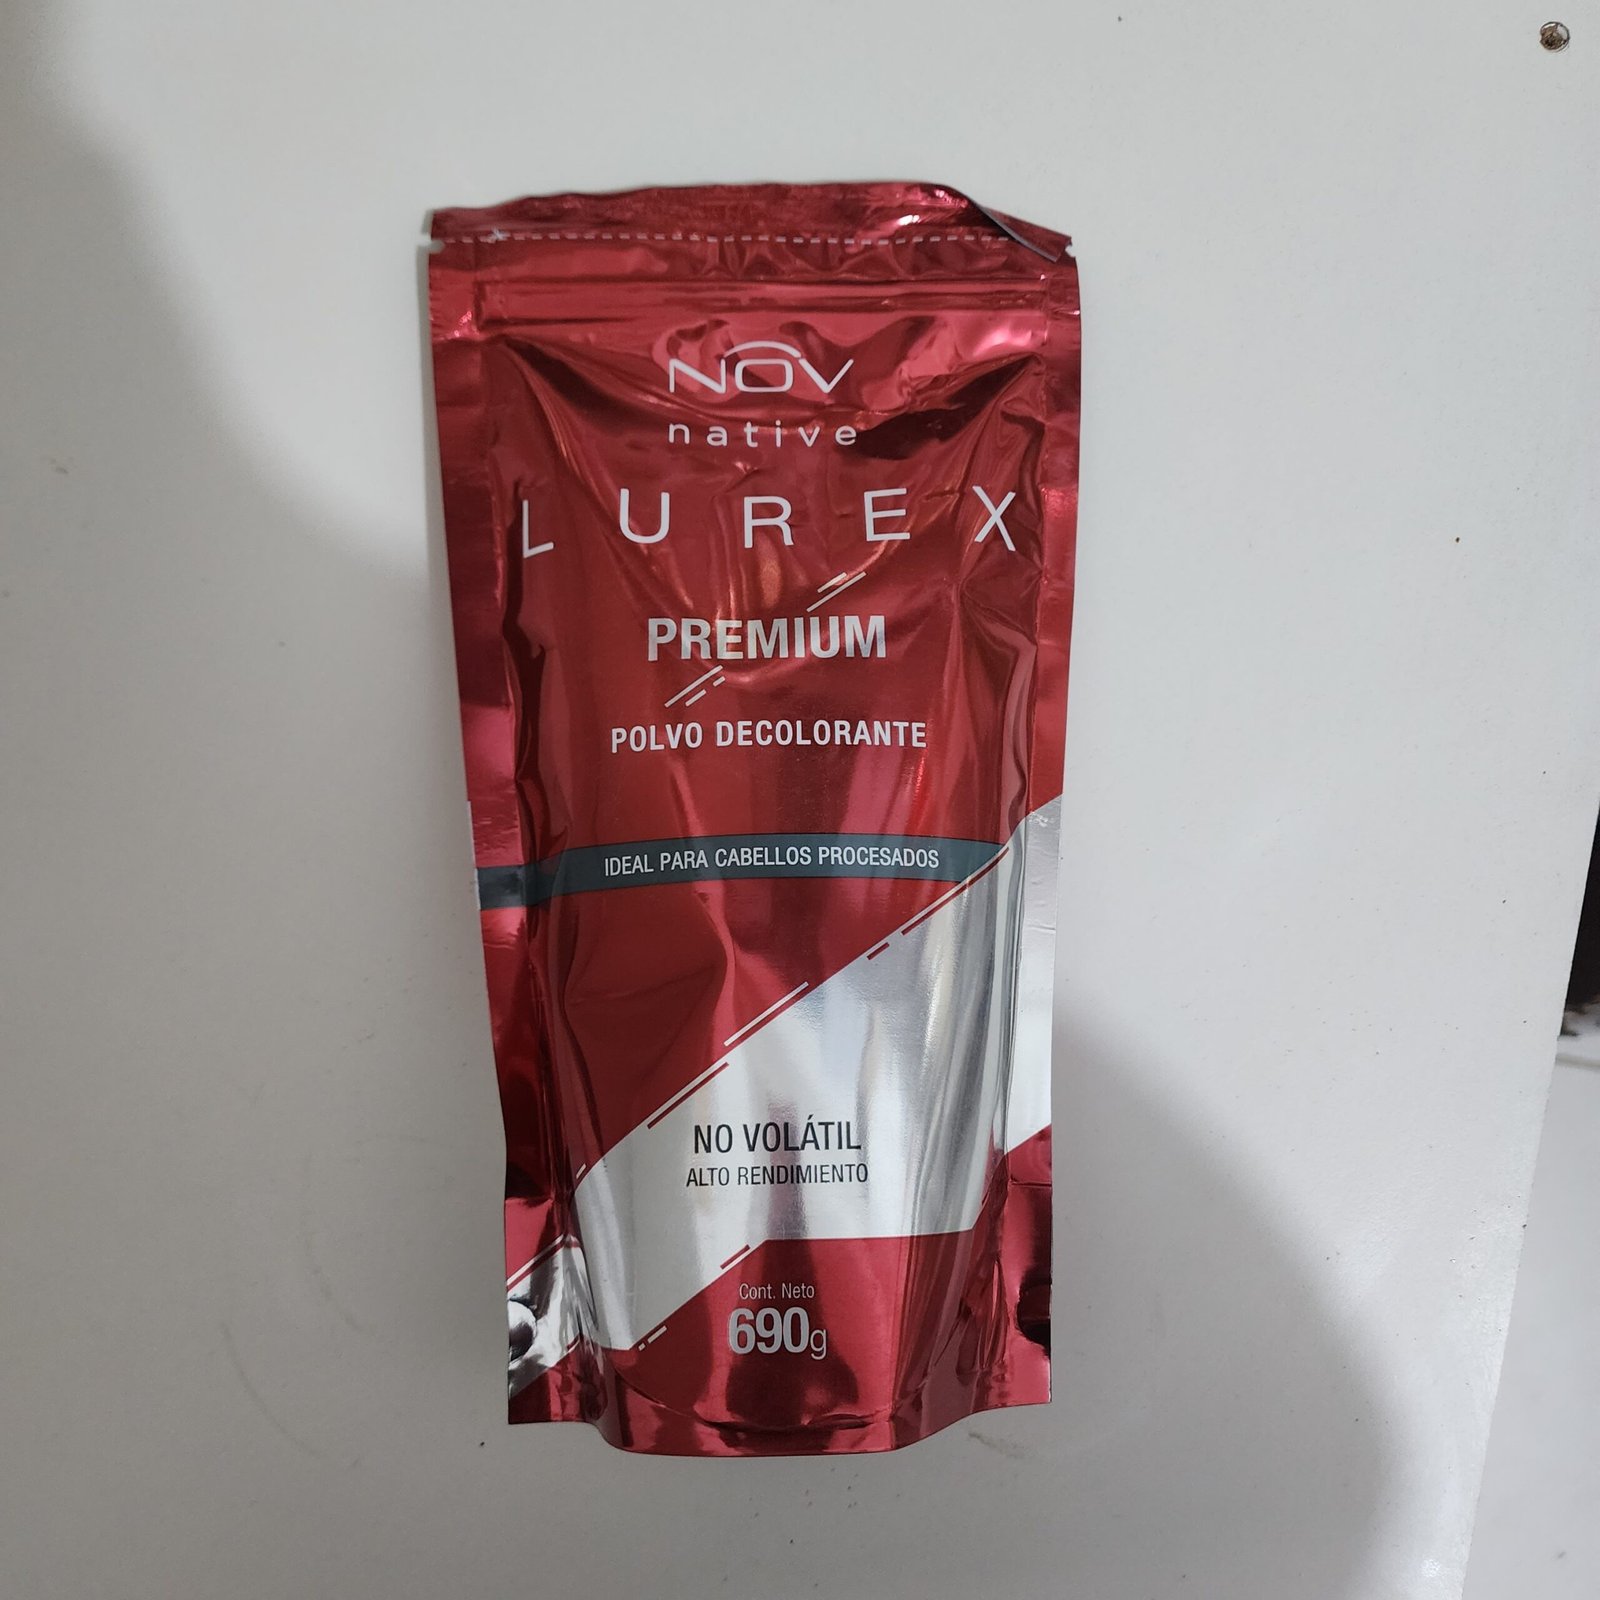 NOV
native
LUREX
PREMIUM
POLVO DECOLORANTE
IDEAL PARA CABELLOS PROCESADOS
NO VOLÁTIL
ALTO RENDIMIENTO
Cont. Neto
690g